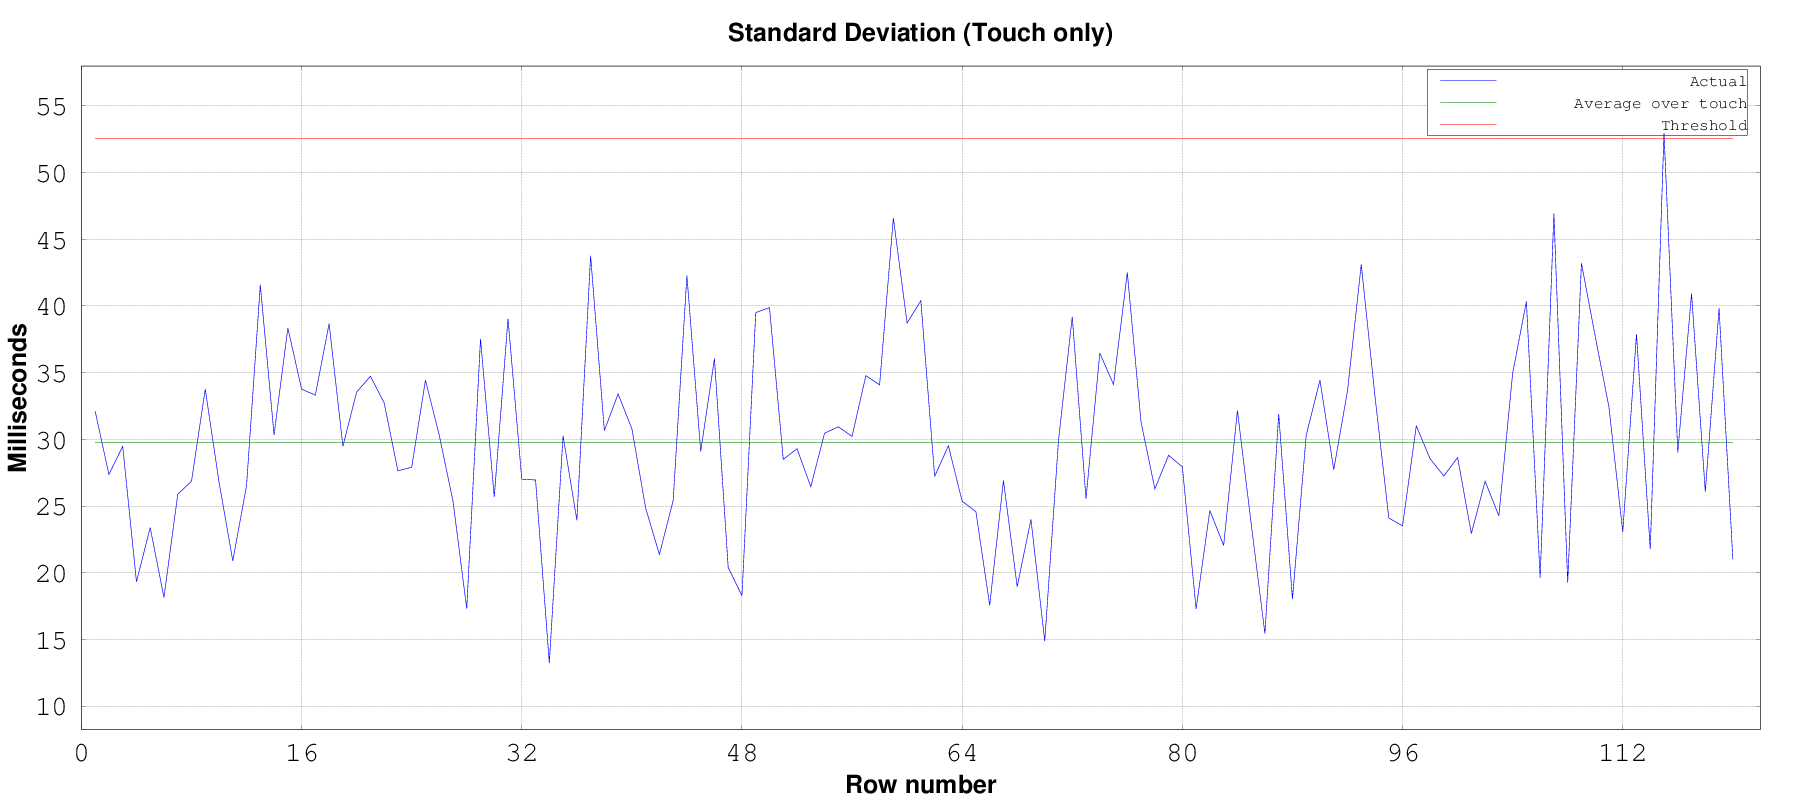 Standard Deviation (Touch only)
Actual
Average over touch
Threshold
55
50
45
40
35
30
25
20
15
10
Milliseconds
0 16 32 48 64 80 96 112
Row number